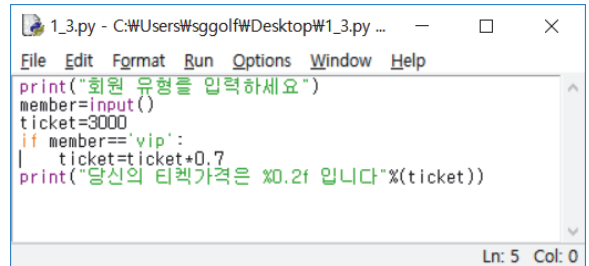 1_3.py - C:₩Users₩sggolf₩Desktop₩1_3.py ...
File Edit Format Run Options Window Help
print("회원 유형를 입력하세요")
member=input()
ticket=3000
if member=='vip':
    ticket=ticket*0.7
print("당신의 티켁가격은 %0.2f 입니다"%(ticket))
Ln: 5 Col: 0